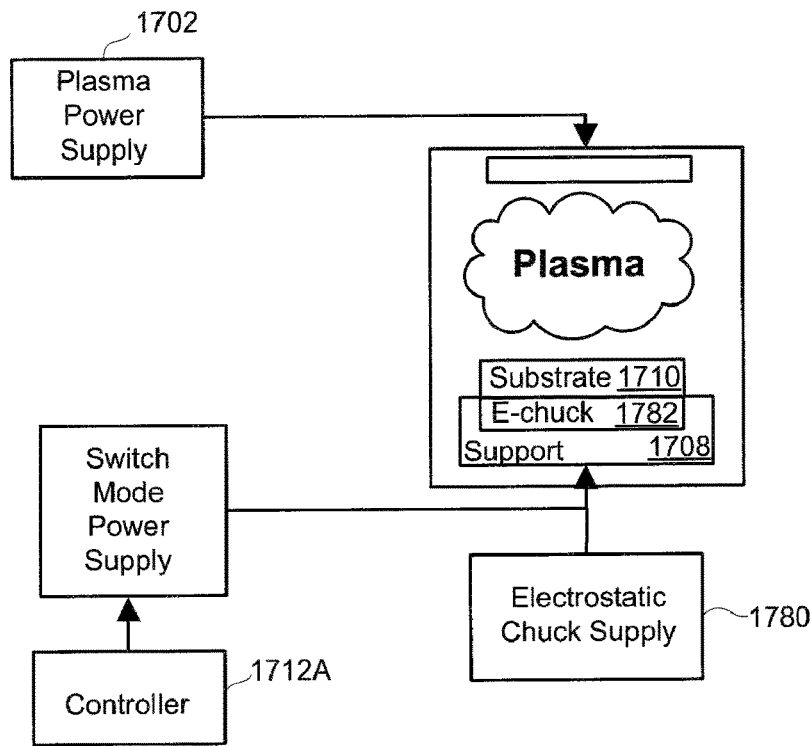 1702
Plasma
Power
Supply
Plasma
Substrate 1710
E-chuck 1782
Support 1708
Switch
Mode
Power
Supply
Electrostatic
Chuck Supply
1780
1712A
Controller